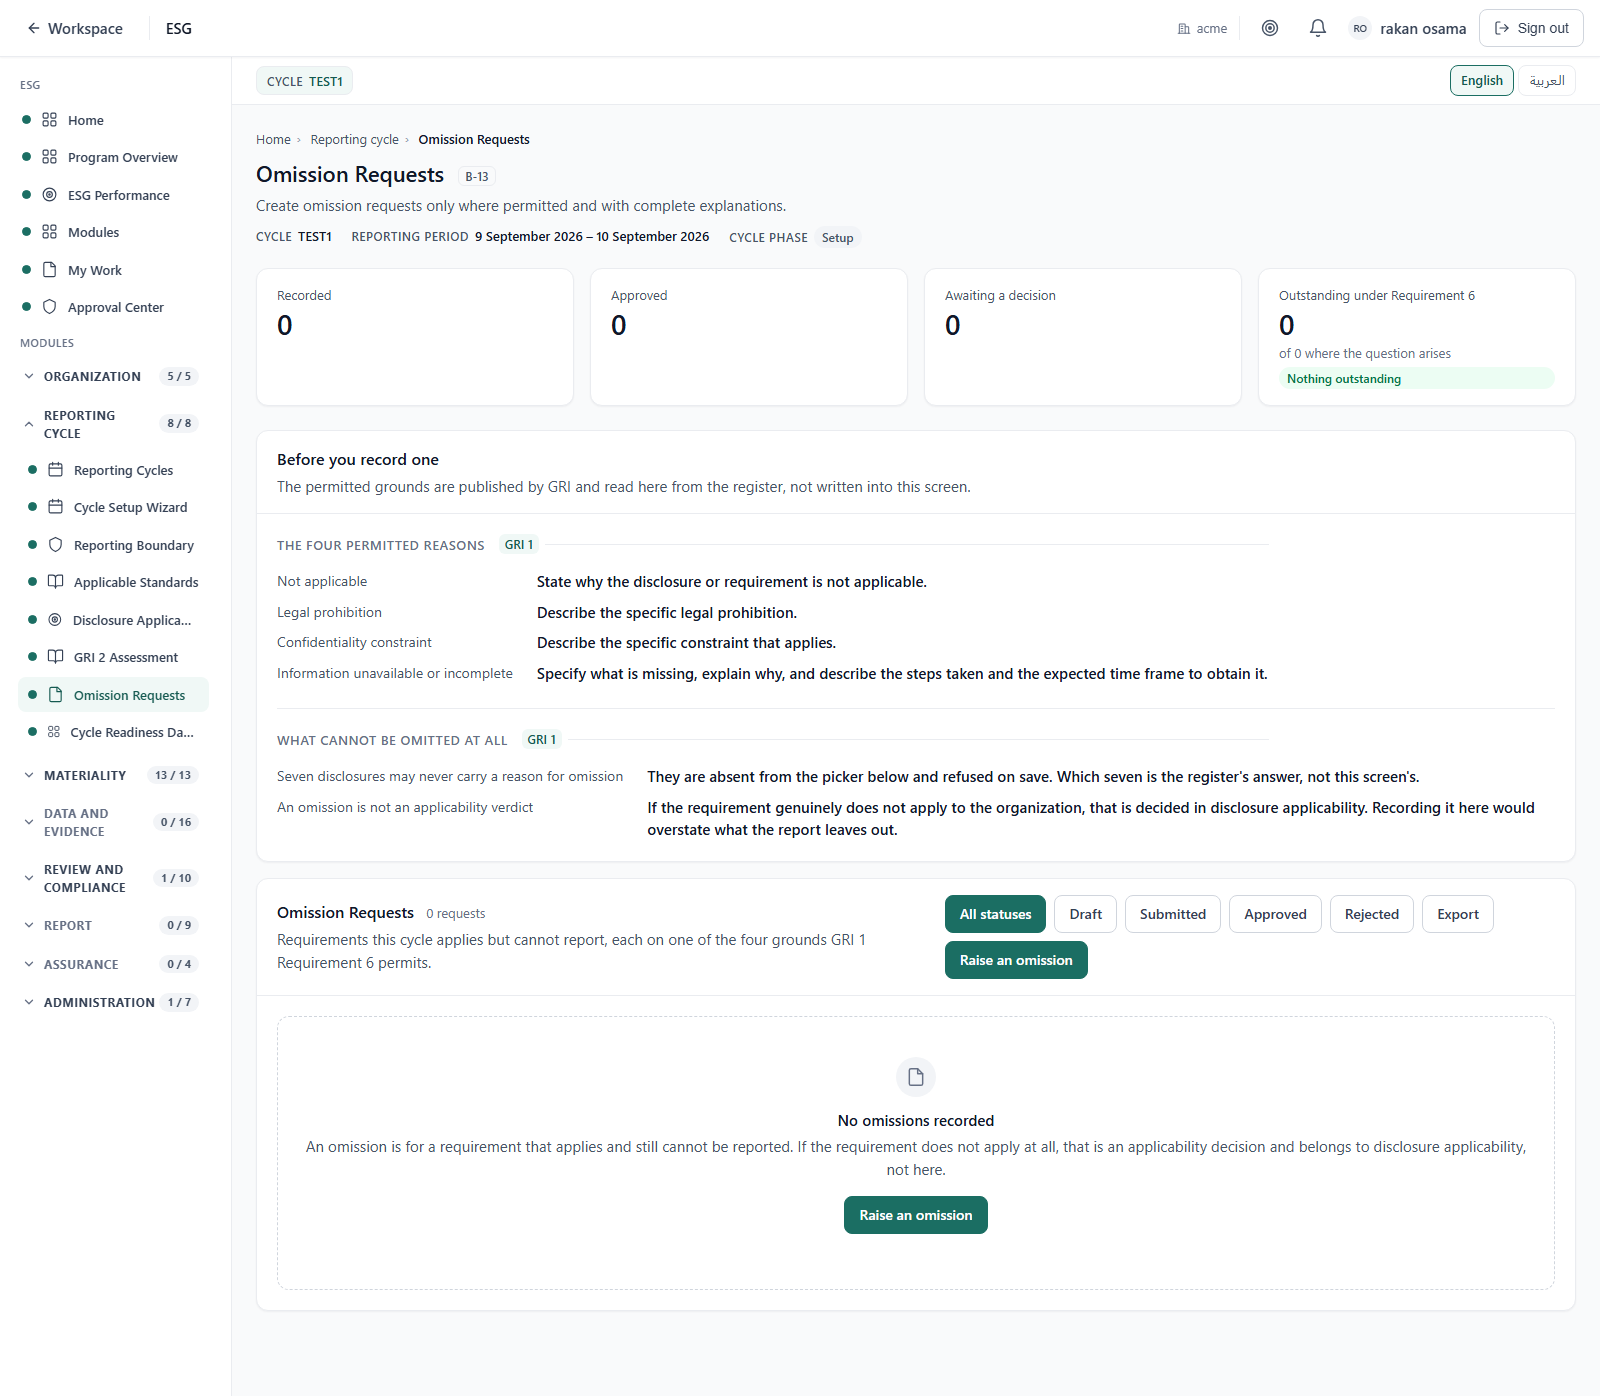 Workspace
ESG
acme
RO
rakan osama
Sign out
ESG
Home
Program Overview
ESG Performance
Modules
My Work
Approval Center
MODULES
ORGANIZATION 5 / 5
REPORTING CYCLE 8 / 8
Reporting Cycles
Cycle Setup Wizard
Reporting Boundary
Applicable Standards
Disclosure Applica...
GRI 2 Assessment
Omission Requests
Cycle Readiness Da...
MATERIALITY 13 / 13
DATA AND EVIDENCE 0 / 16
REVIEW AND COMPLIANCE 1 / 10
REPORT 0 / 9
ASSURANCE 0 / 4
ADMINISTRATION 1 / 7
CYCLE TEST1
English
العربية
Home › Reporting cycle › Omission Requests
Omission Requests B-13
Create omission requests only where permitted and with complete explanations.
CYCLE TEST1 REPORTING PERIOD 9 September 2026 – 10 September 2026 CYCLE PHASE Setup
Recorded
0
Approved
0
Awaiting a decision
0
Outstanding under Requirement 6
0
of 0 where the question arises
Nothing outstanding
Before you record one
The permitted grounds are published by GRI and read here from the register, not written into this screen.
THE FOUR PERMITTED REASONS GRI 1
Not applicable State why the disclosure or requirement is not applicable.
Legal prohibition Describe the specific legal prohibition.
Confidentiality constraint Describe the specific constraint that applies.
Information unavailable or incomplete Specify what is missing, explain why, and describe the steps taken and the expected time frame to obtain it.
WHAT CANNOT BE OMITTED AT ALL GRI 1
Seven disclosures may never carry a reason for omission They are absent from the picker below and refused on save. Which seven is the register's answer, not this screen's.
An omission is not an applicability verdict If the requirement genuinely does not apply to the organization, that is decided in disclosure applicability. Recording it here would
overstate what the report leaves out.
Omission Requests 0 requests
Requirements this cycle applies but cannot report, each on one of the four grounds GRI 1
Requirement 6 permits.
All statuses
Draft
Submitted
Approved
Rejected
Export
Raise an omission
No omissions recorded
An omission is for a requirement that applies and still cannot be reported. If the requirement does not apply at all, that is an applicability decision and belongs to disclosure applicability,
not here.
Raise an omission